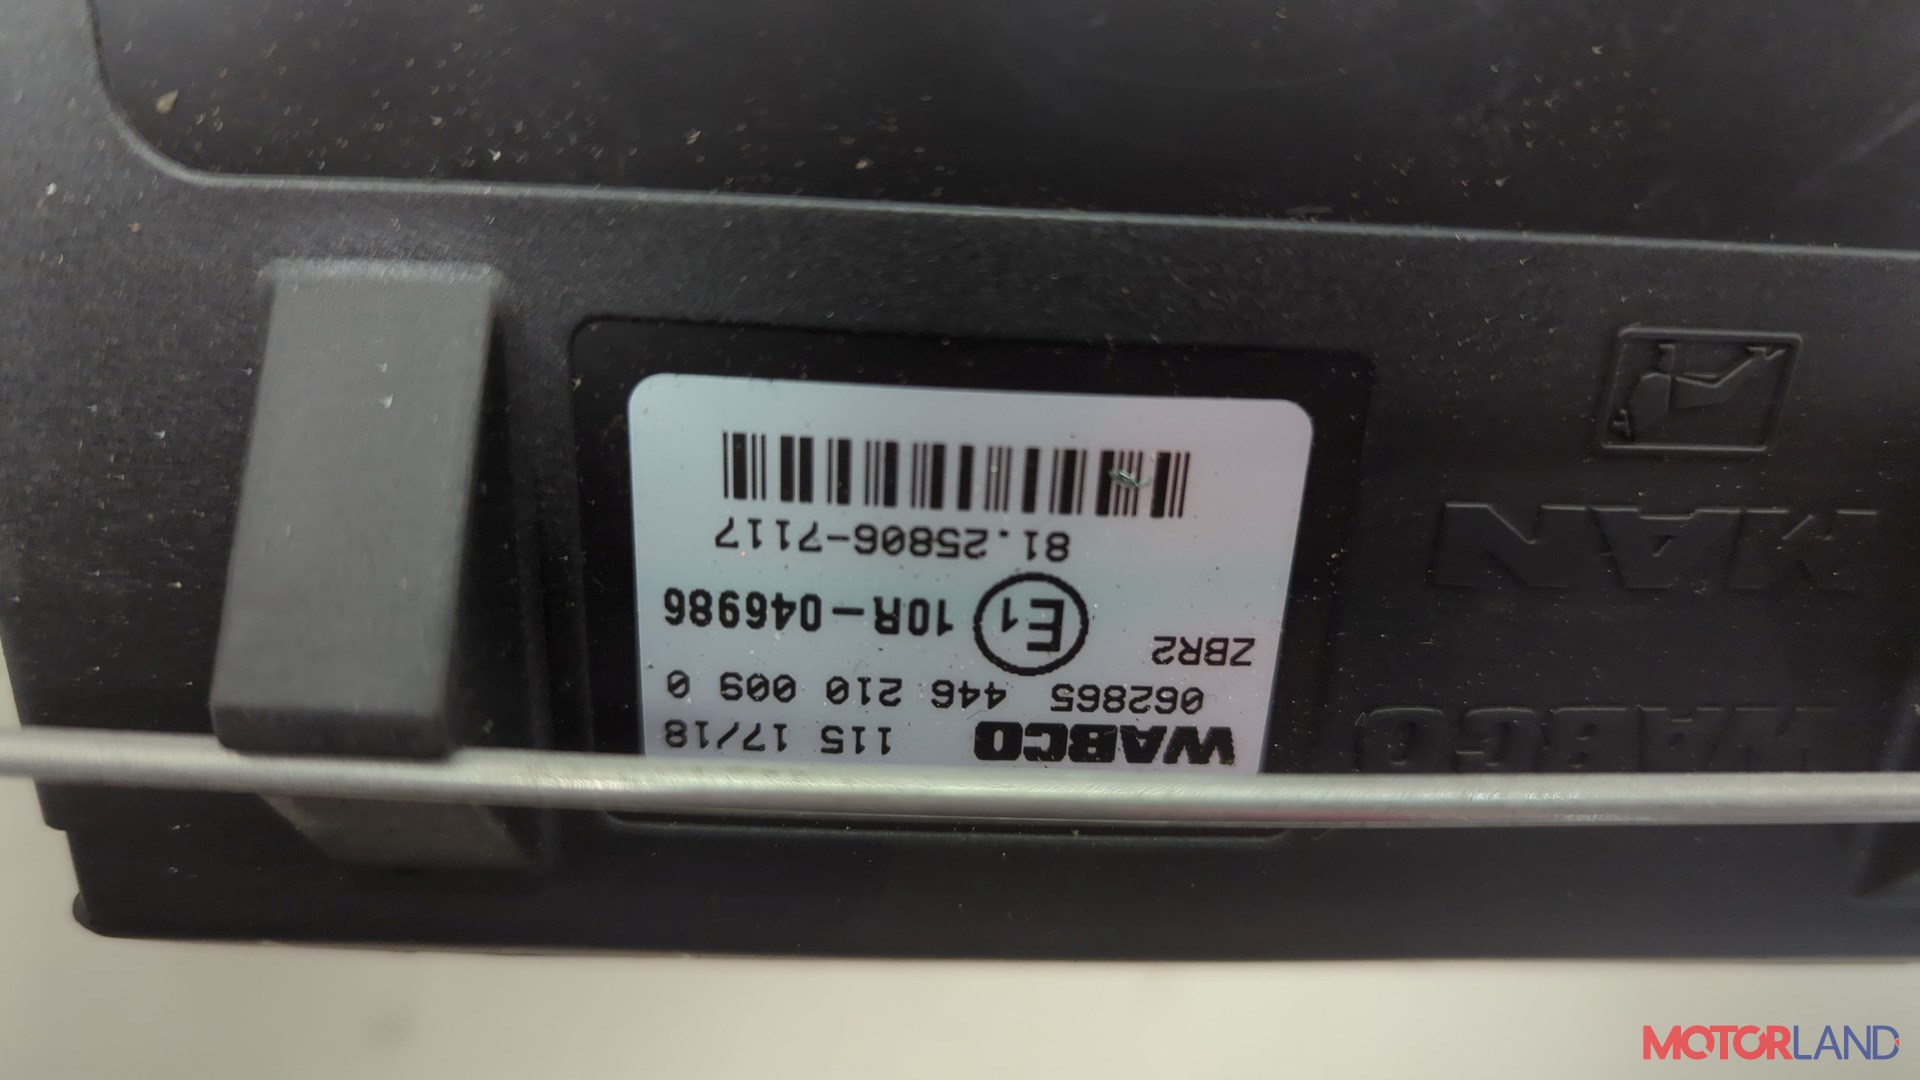 WABCO 115 17/18
062865 446 210 009 0
ZBR2
E1 10R-046986
81.25806-7117
WABCO
MAN
MOTORLAND